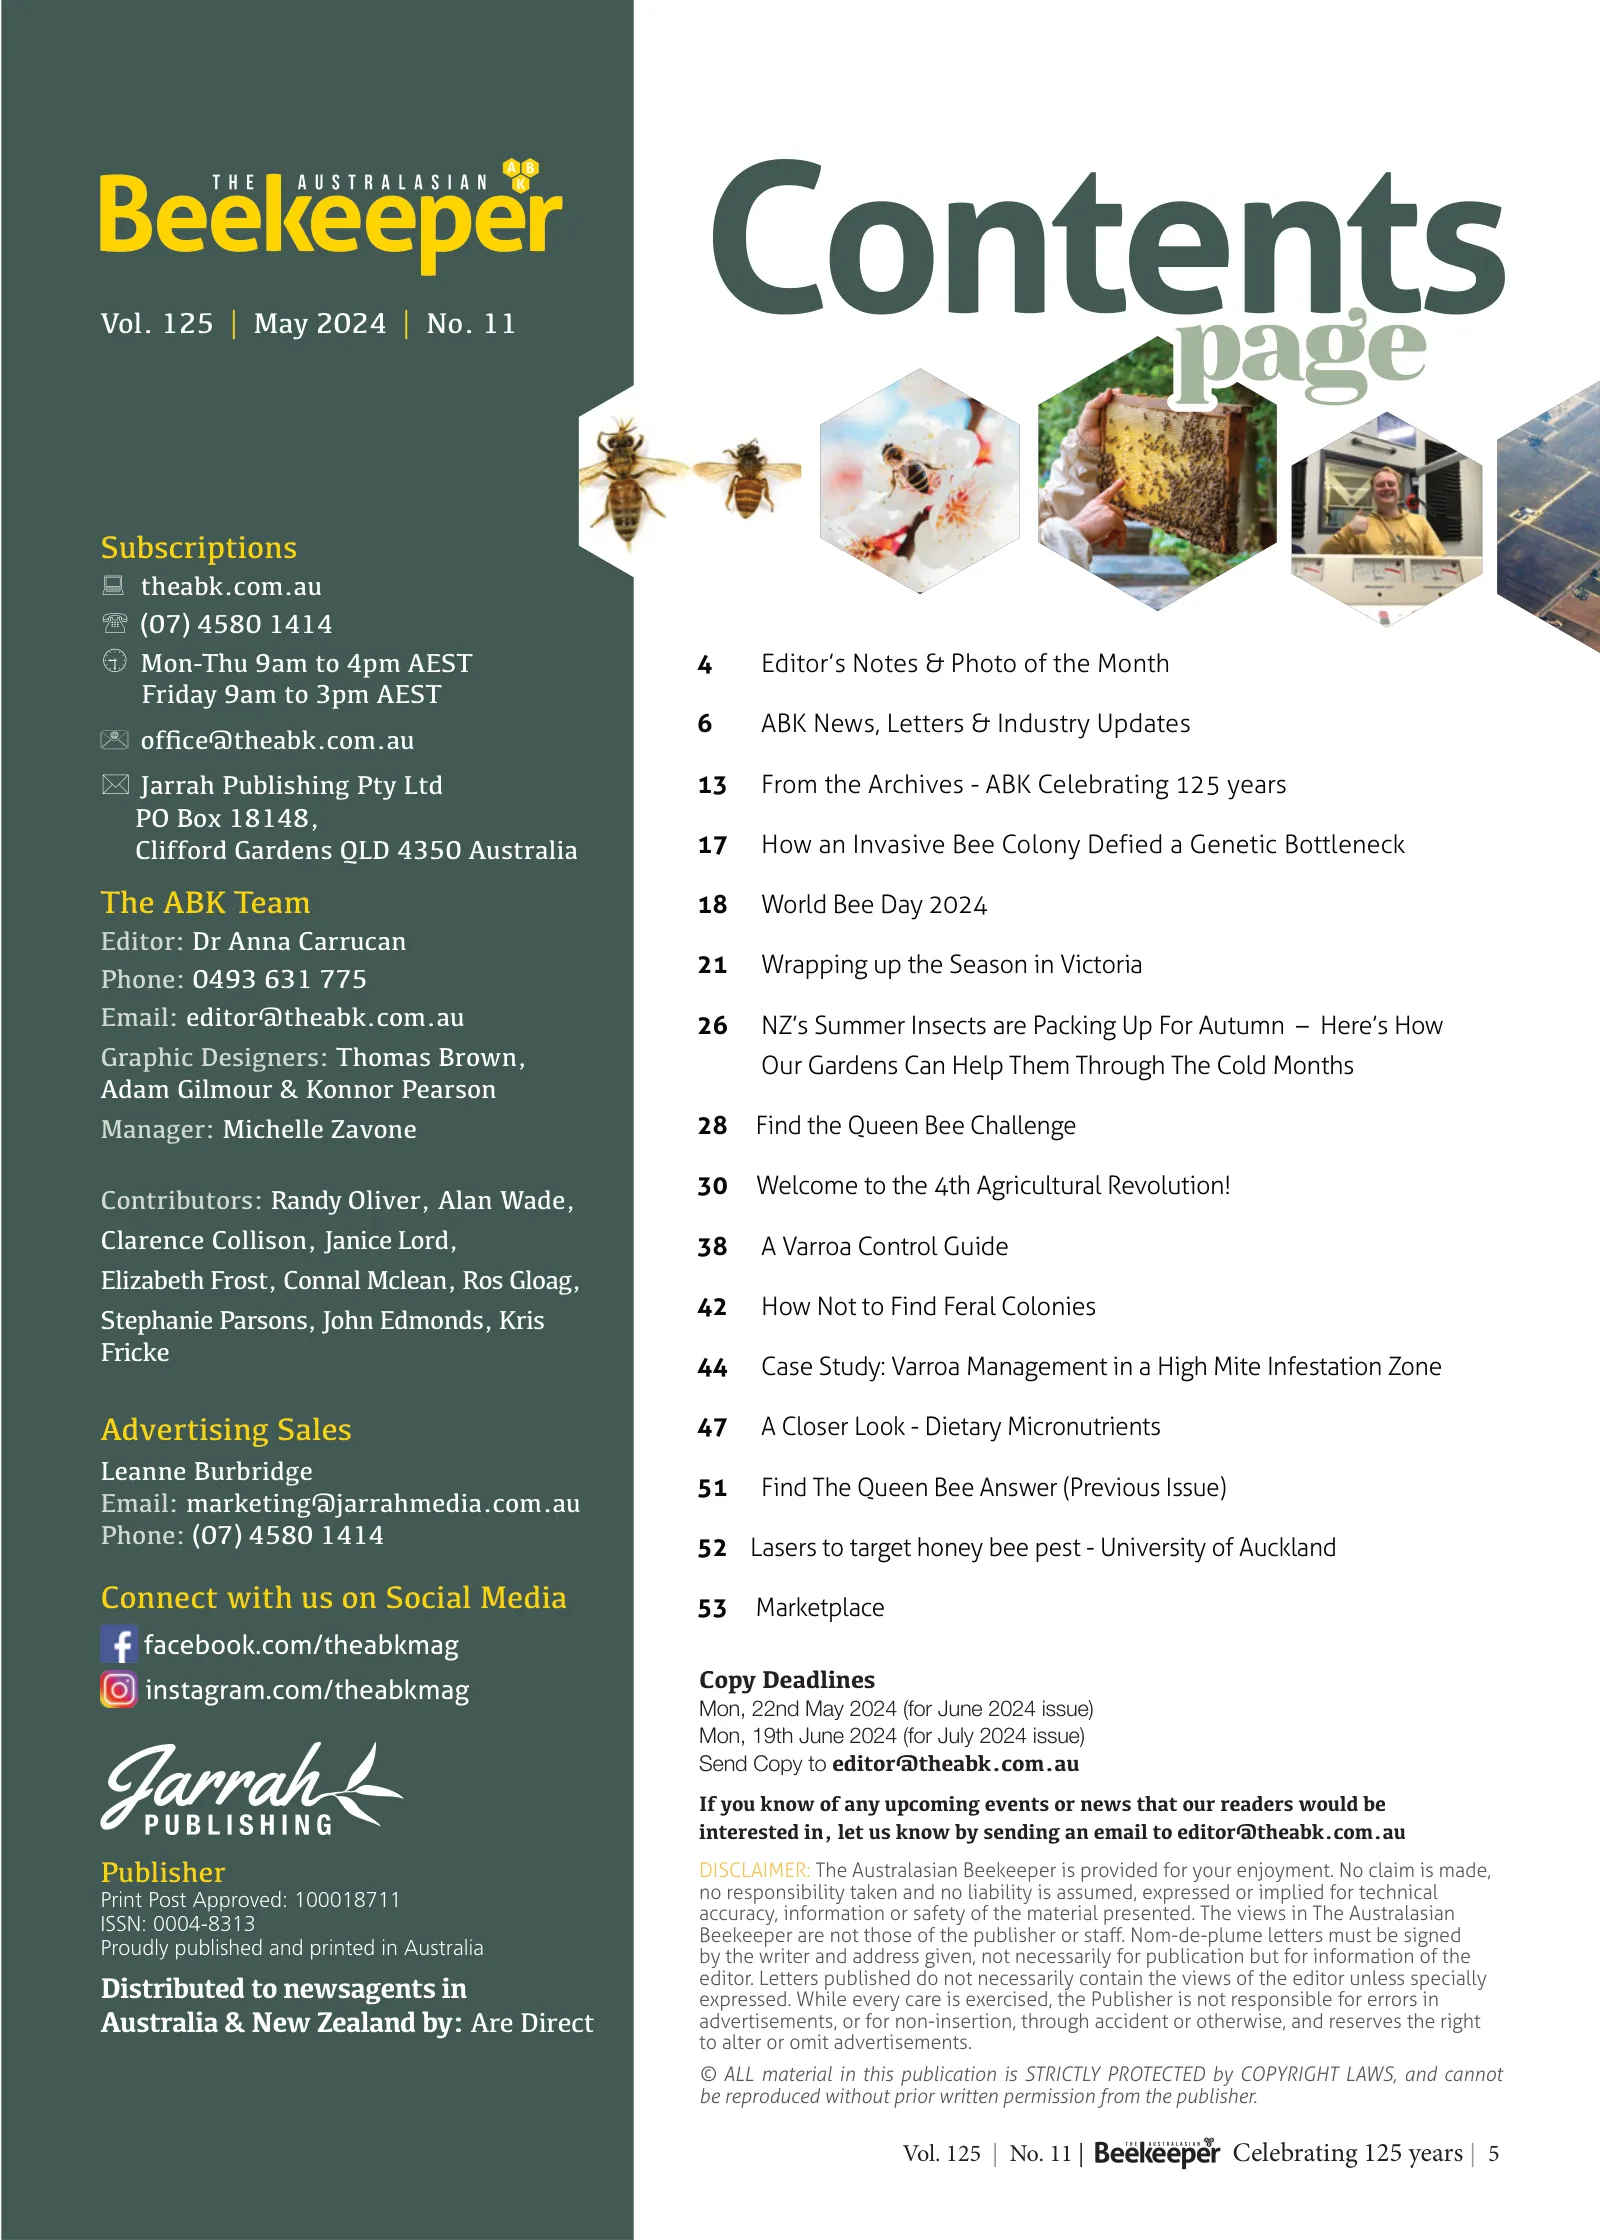 THE AUSTRALASIAN
ABK
Beekeeper
Vol. 125 | May 2024 | No. 11
Subscriptions
theabk.com.au
(07) 4580 1414
Mon-Thu 9am to 4pm AEST
Friday 9am to 3pm AEST
office@theabk.com.au
Jarrah Publishing Pty Ltd
PO Box 18148,
Clifford Gardens QLD 4350 Australia
The ABK Team
Editor: Dr Anna Carrucan
Phone: 0493 631 775
Email: editor@theabk.com.au
Graphic Designers: Thomas Brown,
Adam Gilmour & Konnor Pearson
Manager: Michelle Zavone
Contributors: Randy Oliver, Alan Wade,
Clarence Collison, Janice Lord,
Elizabeth Frost, Connal Mclean, Ros Gloag,
Stephanie Parsons, John Edmonds, Kris
Fricke
Advertising Sales
Leanne Burbridge
Email: marketing@jarrahmedia.com.au
Phone: (07) 4580 1414
Connect with us on Social Media
facebook.com/theabkmag
instagram.com/theabkmag
Jarrah
PUBLISHING
Publisher
Print Post Approved: 100018711
ISSN: 0004-8313
Proudly published and printed in Australia
Distributed to newsagents in
Australia & New Zealand by: Are Direct
Contents
page
4 Editor's Notes & Photo of the Month
6 ABK News, Letters & Industry Updates
13 From the Archives - ABK Celebrating 125 years
17 How an Invasive Bee Colony Defied a Genetic Bottleneck
18 World Bee Day 2024
21 Wrapping up the Season in Victoria
26 NZ's Summer Insects are Packing Up For Autumn – Here's How
Our Gardens Can Help Them Through The Cold Months
28 Find the Queen Bee Challenge
30 Welcome to the 4th Agricultural Revolution!
38 A Varroa Control Guide
42 How Not to Find Feral Colonies
44 Case Study: Varroa Management in a High Mite Infestation Zone
47 A Closer Look - Dietary Micronutrients
51 Find The Queen Bee Answer (Previous Issue)
52 Lasers to target honey bee pest - University of Auckland
53 Marketplace
Copy Deadlines
Mon, 22nd May 2024 (for June 2024 issue)
Mon, 19th June 2024 (for July 2024 issue)
Send Copy to editor@theabk.com.au
If you know of any upcoming events or news that our readers would be
interested in, let us know by sending an email to editor@theabk.com.au
DISCLAIMER: The Australasian Beekeeper is provided for your enjoyment. No claim is made,
no responsibility taken and no liability is assumed, expressed or implied for technical
accuracy, information or safety of the material presented. The views in The Australasian
Beekeeper are not those of the publisher or staff. Nom-de-plume letters must be signed
by the writer and address given, not necessarily for publication but for information of the
editor. Letters published do not necessarily contain the views of the editor unless specially
expressed. While every care is exercised, the Publisher is not responsible for errors in
advertisements, or for non-insertion, through accident or otherwise, and reserves the right
to alter or omit advertisements.
© ALL material in this publication is STRICTLY PROTECTED by COPYRIGHT LAWS, and cannot
be reproduced without prior written permission from the publisher.
Vol. 125 | No. 11 | THE AUSTRALASIAN Beekeeper Celebrating 125 years | 5